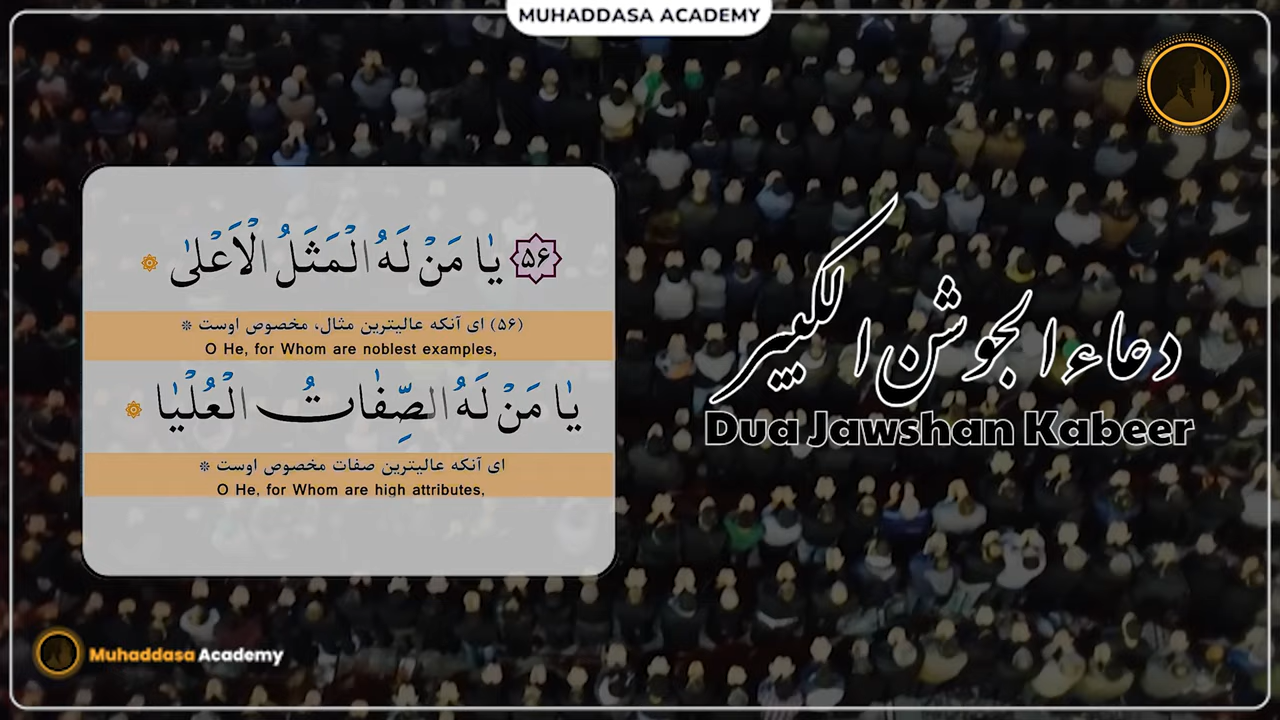 MUHADDASA ACADEMY
۵۶ يٰا مَنْ لَهُ الْمَثَلُ الْاَعْلىٰ
(۵۶) ای آنکه عالیترین مثال، مخصوص اوست *
O He, for Whom are noblest examples,
يٰا مَنْ لَهُ الصِّفٰاتُ الْعُلْيٰا
ای آنکه عالیترین صفات مخصوص اوست *
O He, for Whom are high attributes,
دعاء الجوشن الكبير
Dua Jawshan Kabeer
Muhaddasa Academy